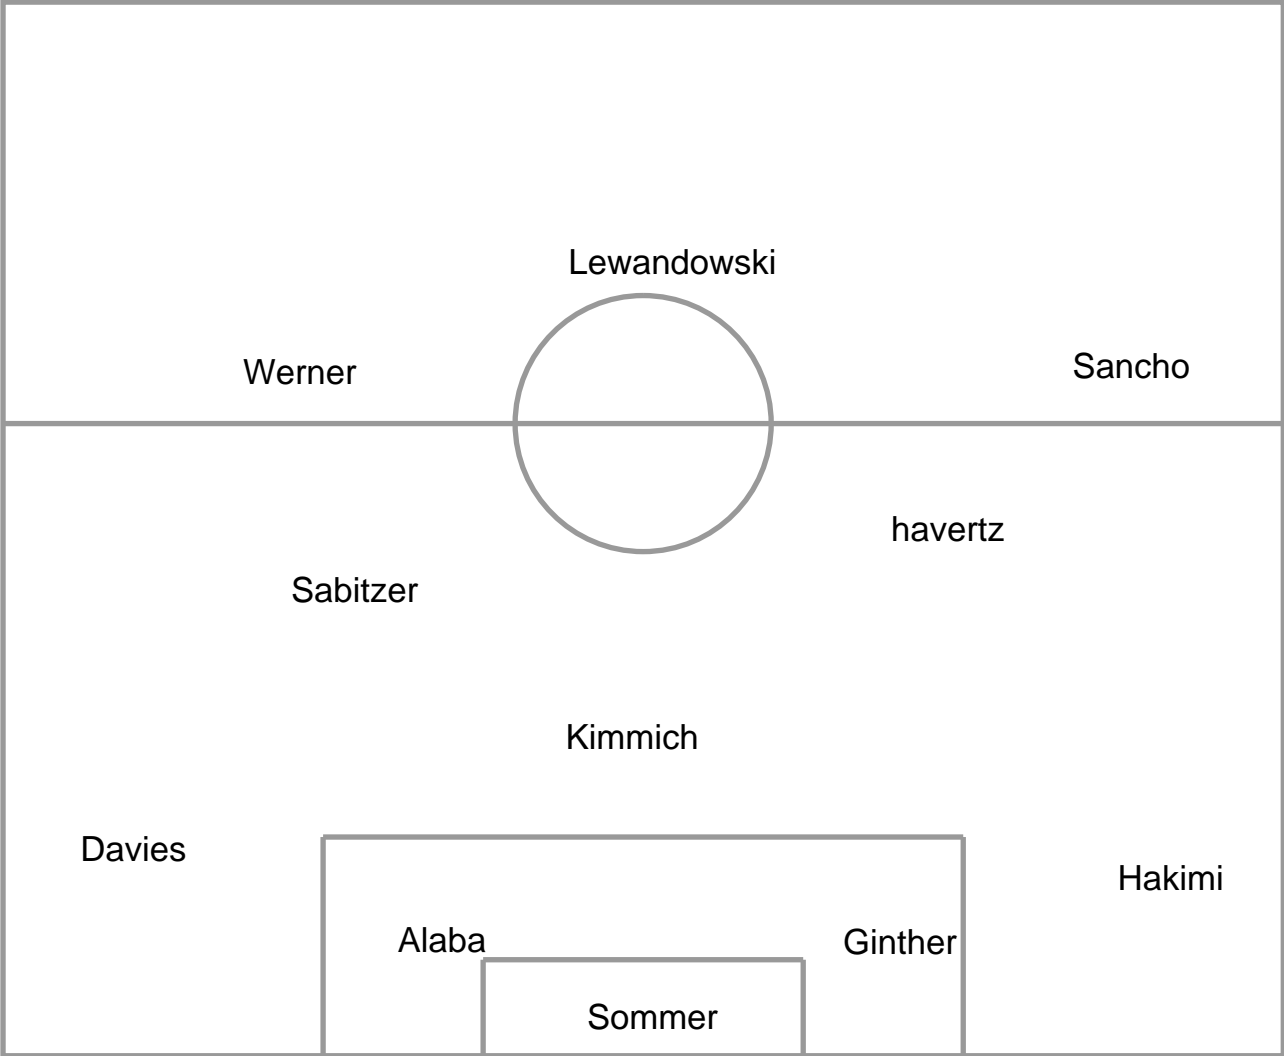 Lewandowski
Werner
Sancho
havertz
Sabitzer
Kimmich
Davies
Hakimi
Alaba
Ginther
Sommer